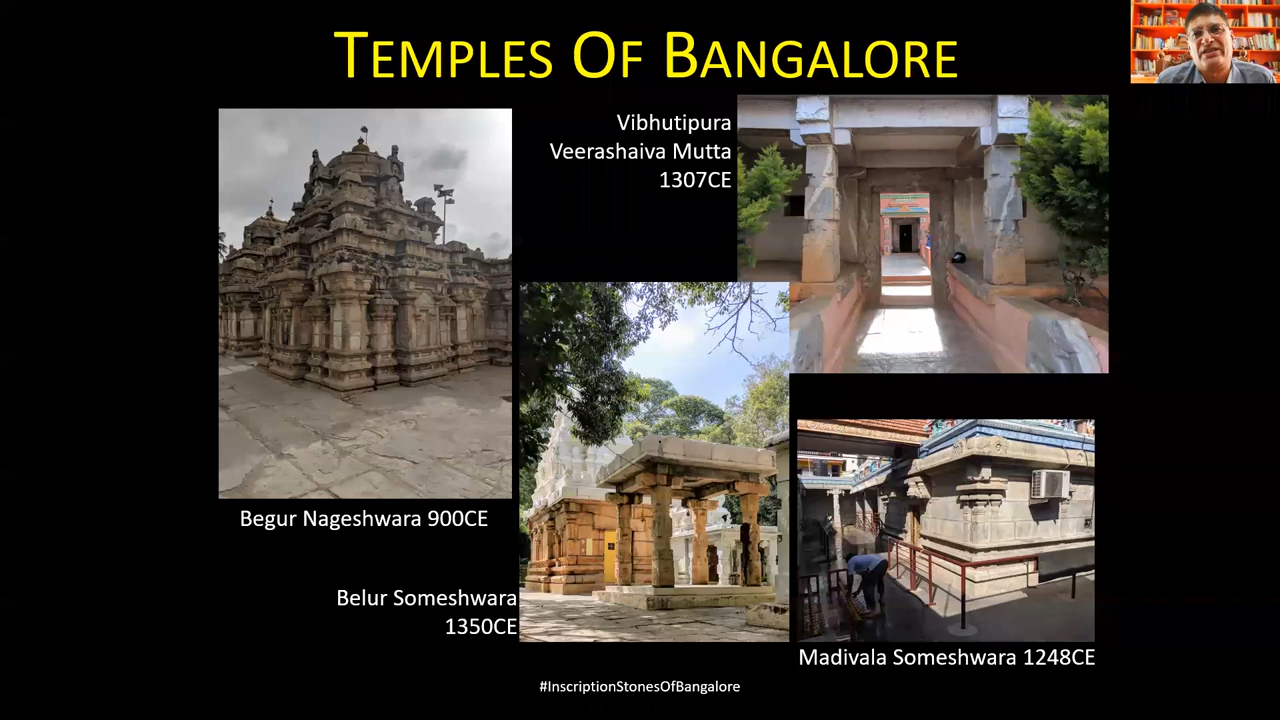 TEMPLES OF BANGALORE
Vibhutipura
Veerashaiva Mutta
1307CE
Begur Nageshwara 900CE
Belur Someshwara
1350CE
Madivala Someshwara 1248CE
#InscriptionStonesOfBangalore